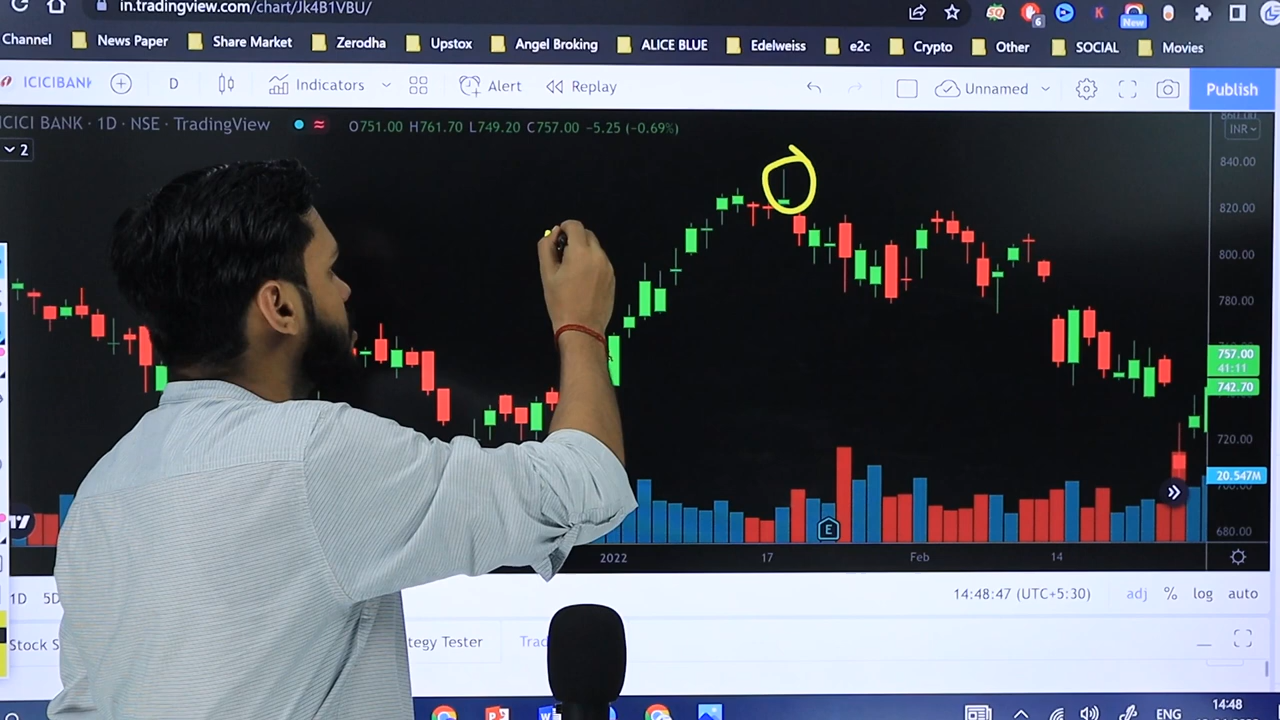 in.tradingview.com/chart/Jk4B1VBU/
6
K
New
Channel News Paper Share Market Zerodha Upstox Angel Broking ALICE BLUE Edelweiss e2c Crypto Other SOCIAL Movies
ICICIBANK D Indicators Alert Replay Unnamed Publish
ICICI BANK · 1D · NSE · TradingView O751.00 H761.70 L749.20 C757.00 −5.25 (−0.69%)
INR
2
840.00
820.00
800.00
780.00
757.00
41:11
742.70
720.00
20.547M
680.00
E
2022 17 Feb 14
1D 5D 14:48:47 (UTC+5:30) adj % log auto
Stock S tegy Tester Trad
14:48
ENG